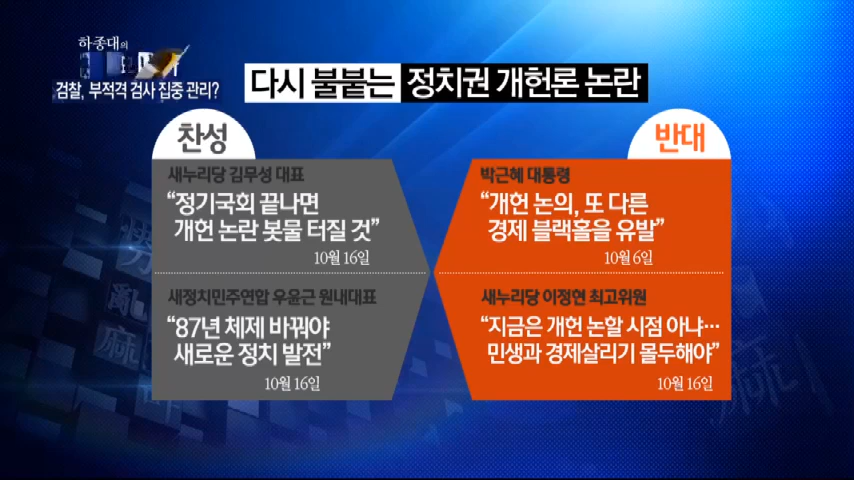 하종대의
검찰, 부적격 검사 집중 관리?
다시 불붙는 정치권 개헌론 논란
찬성
새누리당 김무성 대표
“정기국회 끝나면
개헌 논란 봇물 터질 것”
10월 16일
새정치민주연합 우윤근 원내대표
“87년 체제 바꿔야
새로운 정치 발전”
10월 16일
반대
박근혜 대통령
“개헌 논의, 또 다른
경제 블랙홀을 유발”
10월 6일
새누리당 이정현 최고위원
“지금은 개헌 논할 시점 아냐…
민생과 경제살리기 몰두해야”
10월 16일
麻
麻